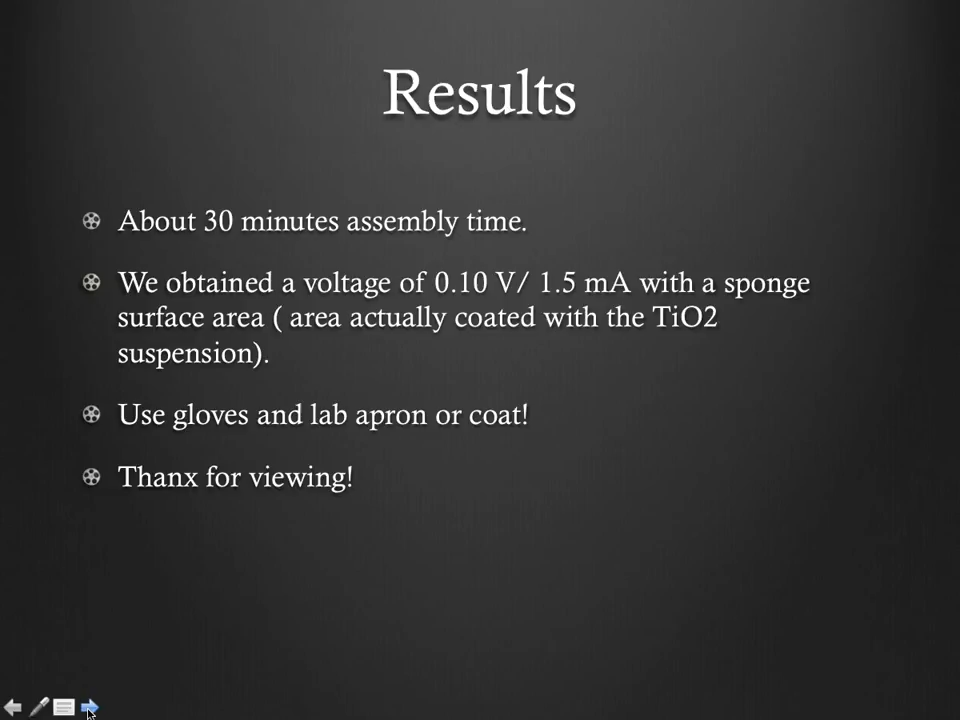 Results
About 30 minutes assembly time.
We obtained a voltage of 0.10 V/ 1.5 mA with a sponge
surface area ( area actually coated with the TiO2
suspension).
Use gloves and lab apron or coat!
Thanx for viewing!